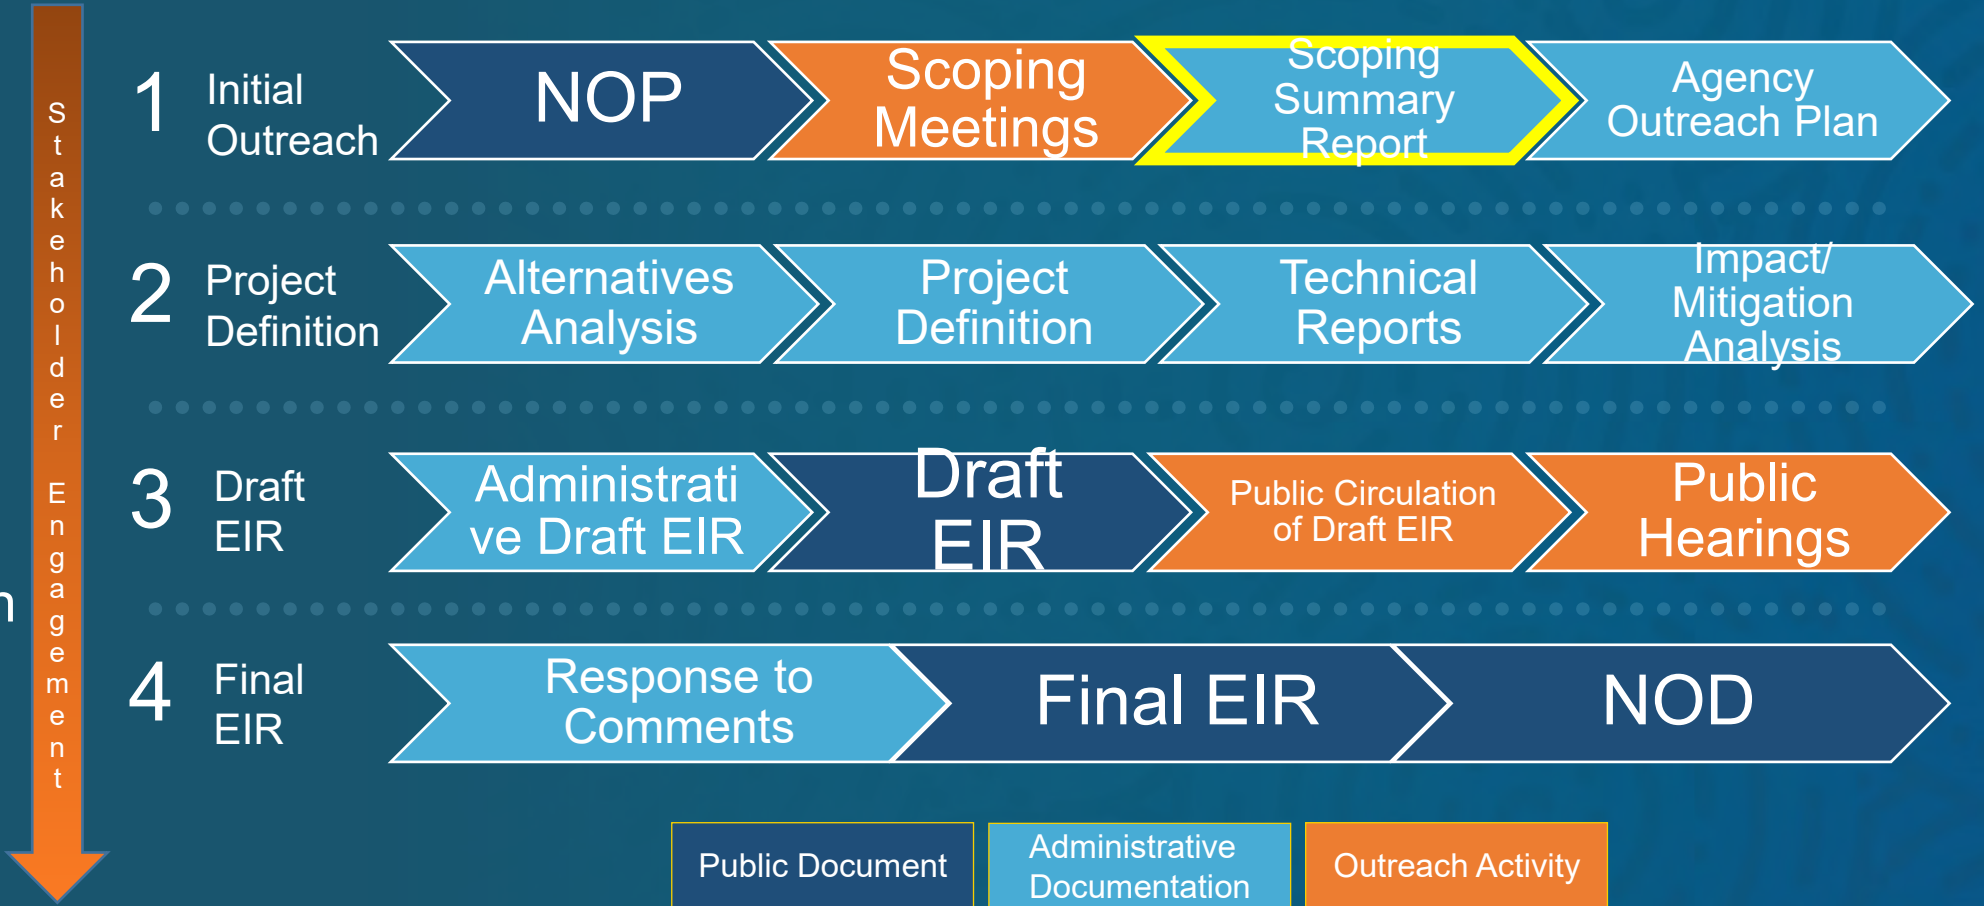 Stakeholder Engagement
1
Initial
Outreach
NOP
Scoping
Meetings
Scoping
Summary
Report
Agency
Outreach Plan
2
Project
Definition
Alternatives
Analysis
Project
Definition
Technical
Reports
Impact/
Mitigation
Analysis
3
Draft
EIR
Administrati
ve Draft EIR
Draft
EIR
Public Circulation
of Draft EIR
Public
Hearings
n
4
Final
EIR
Response to
Comments
Final EIR
NOD
Public Document
Administrative
Documentation
Outreach Activity